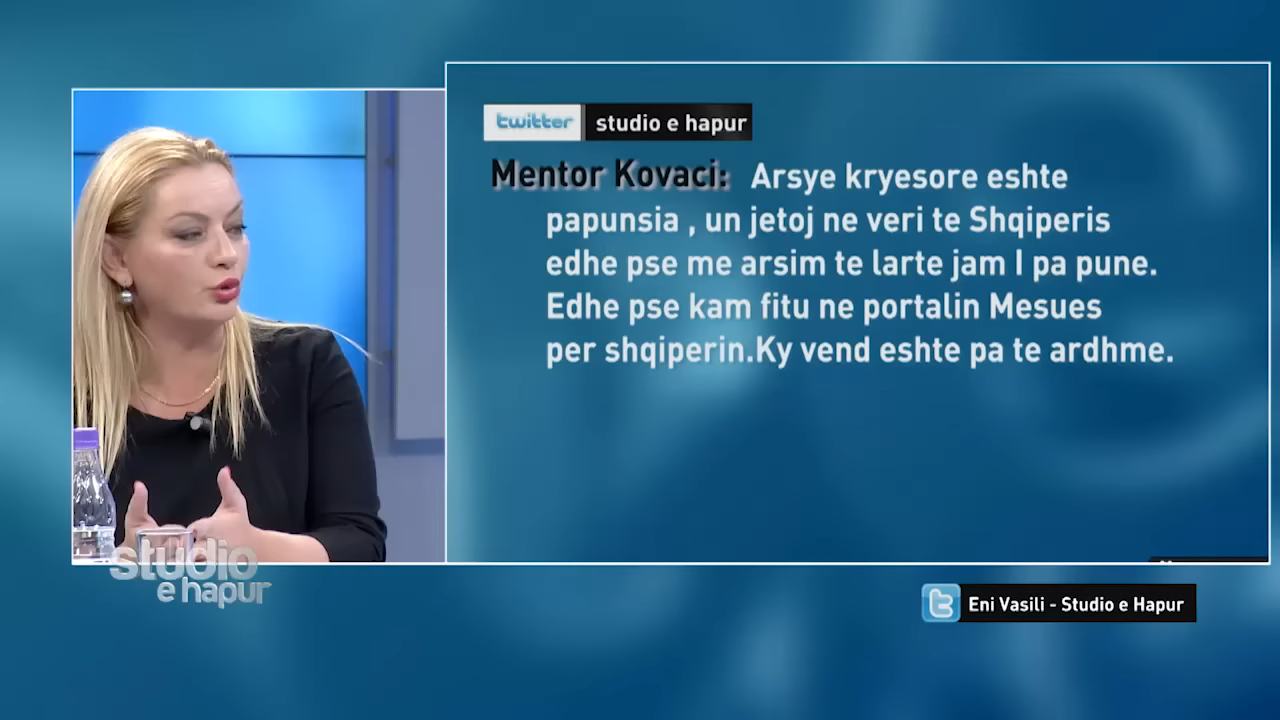 twitter studio e hapur
Mentor Kovaci: Arsye kryesore eshte
papunsia , un jetoj ne veri te Shqiperis
edhe pse me arsim te larte jam I pa pune.
Edhe pse kam fitu ne portalin Mesues
per shqiperin.Ky vend eshte pa te ardhme.
studio
e hapur
Eni Vasili - Studio e Hapur